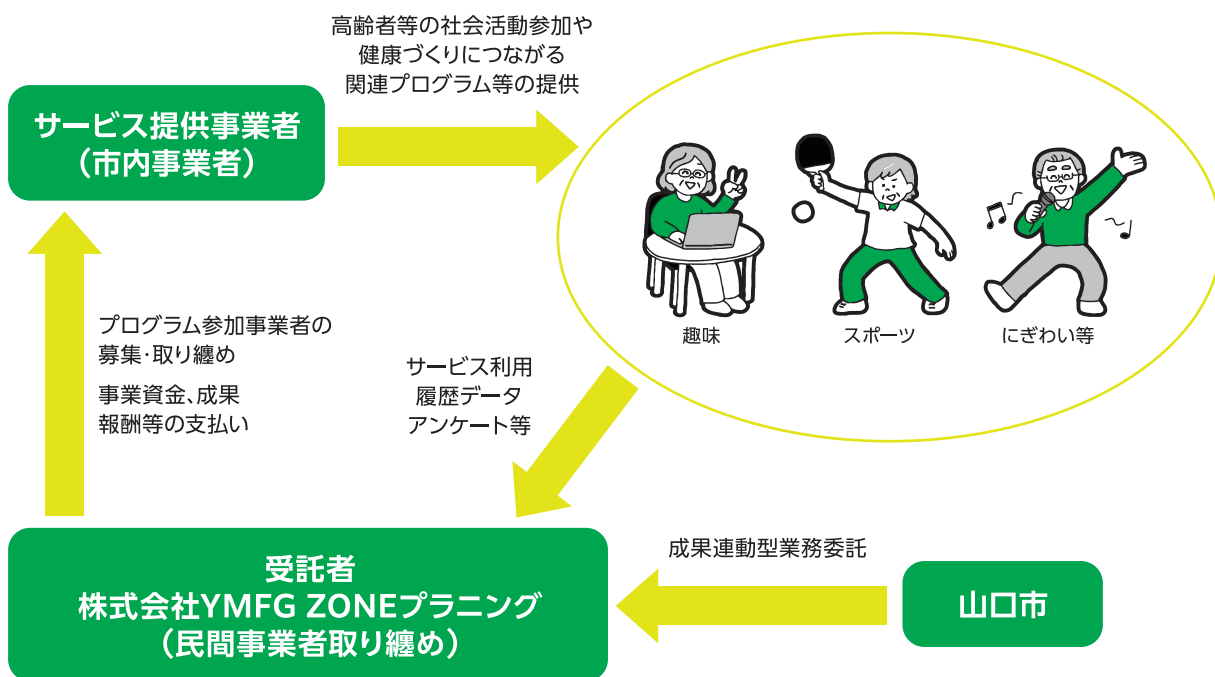 高齢者等の社会活動参加や
健康づくりにつながる
関連プログラム等の提供
サービス提供事業者
（市内事業者）
趣味
スポーツ
にぎわい等
プログラム参加事業者の
募集・取り纏め
事業資金、成果
報酬等の支払い
サービス利用
履歴データ
アンケート等
受託者
株式会社YMFG ZONEプラニング
（民間事業者取り纏め）
成果連動型業務委託
山口市